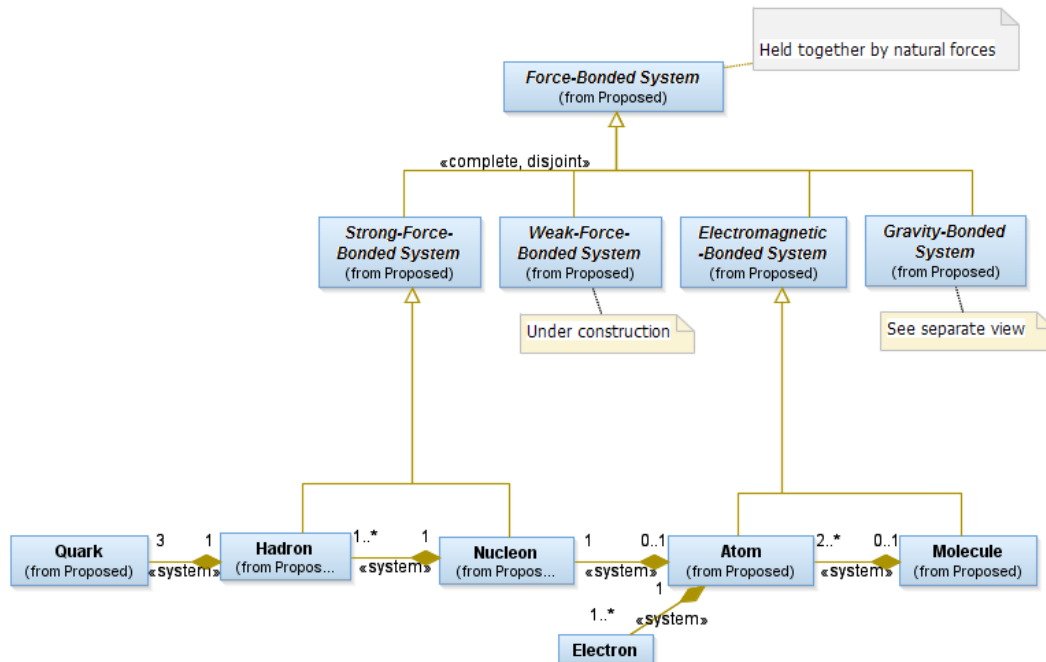 Held together by natural forces
Force-Bonded System
(from Proposed)
«complete, disjoint»
Strong-Force-
Bonded System
(from Proposed)
Weak-Force-
Bonded System
(from Proposed)
Electromagnetic
-Bonded System
(from Proposed)
Gravity-Bonded
System
(from Proposed)
Under construction
See separate view
Quark
(from Proposed)
3
1
«system»
Hadron
(from Propos...
1..*
1
«system»
Nucleon
(from Propos...
1
0..1
«system»
Atom
(from Proposed)
2..*
0..1
«system»
Molecule
(from Proposed)
1
1..*
«system»
Electron